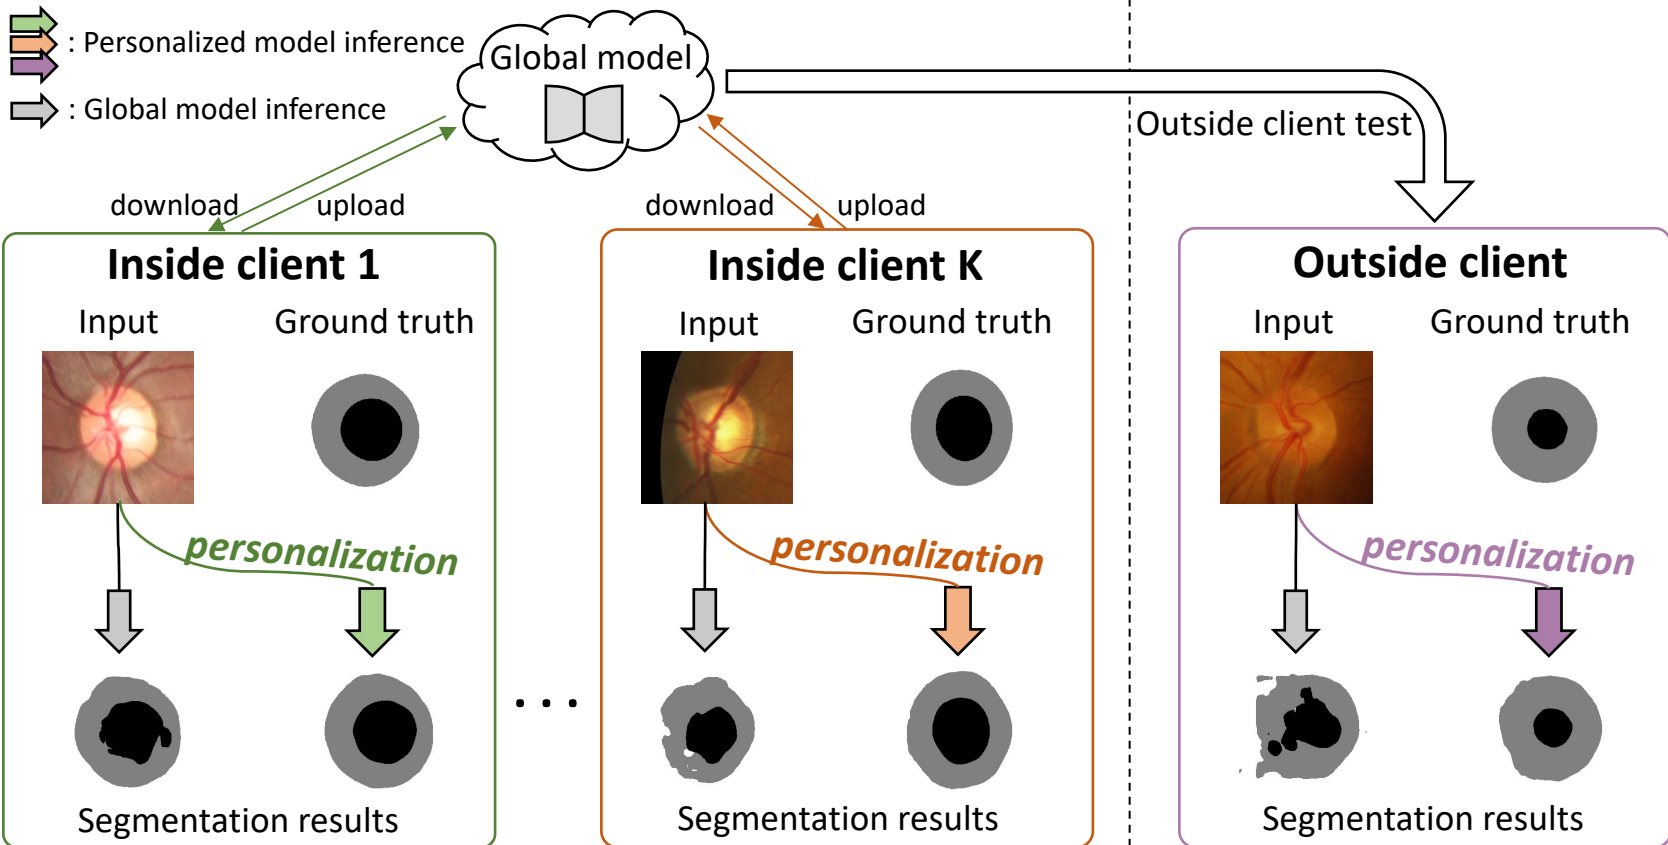 : Personalized model inference
: Global model inference
Global model
Outside client test
download
upload
download
upload
Inside client 1
Input
Ground truth
personalization
Segmentation results
. . .
Inside client K
Input
Ground truth
personalization
Segmentation results
Outside client
Input
Ground truth
personalization
Segmentation results